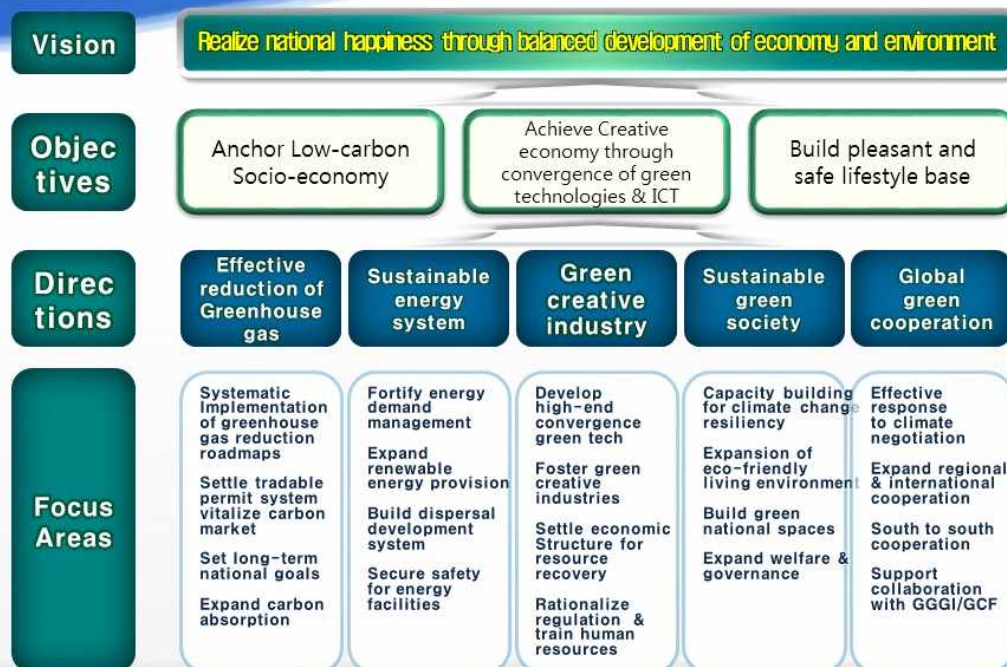 Vision
Realize national happiness through balanced development of economy and environment
Objec
tives
Anchor Low-carbon
Socio-economy
Achieve Creative
economy through
convergence of green
technologies & ICT
Build pleasant and
safe lifestyle base
Direc
tions
Effective
reduction of
Greenhouse
gas
Sustainable
energy
system
Green
creative
industry
Sustainable
green
society
Global
green
cooperation
Focus
Areas
Systematic
Implementation
of greenhouse
gas reduction
roadmaps
Settle tradable
permit system
vitalize carbon
market
Set long-term
national goals
Expand carbon
absorption
Fortify energy
demand
management
Expand
renewable
energy provision
Build dispersal
development
system
Secure safety
for energy
facilities
Develop
high-end
convergence
green tech
Foster green
creative
industries
Settle economic
Structure for
resource
recovery
Rationalize
regulation &
train human
resources
Capacity building
for climate change
resiliency
Expansion of
eco-friendly
living environment
Build green
national spaces
Expand welfare &
governance
Effective
response
to climate
negotiation
Expand regional
& international
cooperation
South to south
cooperation
Support
collaboration
with GGGI/GCF